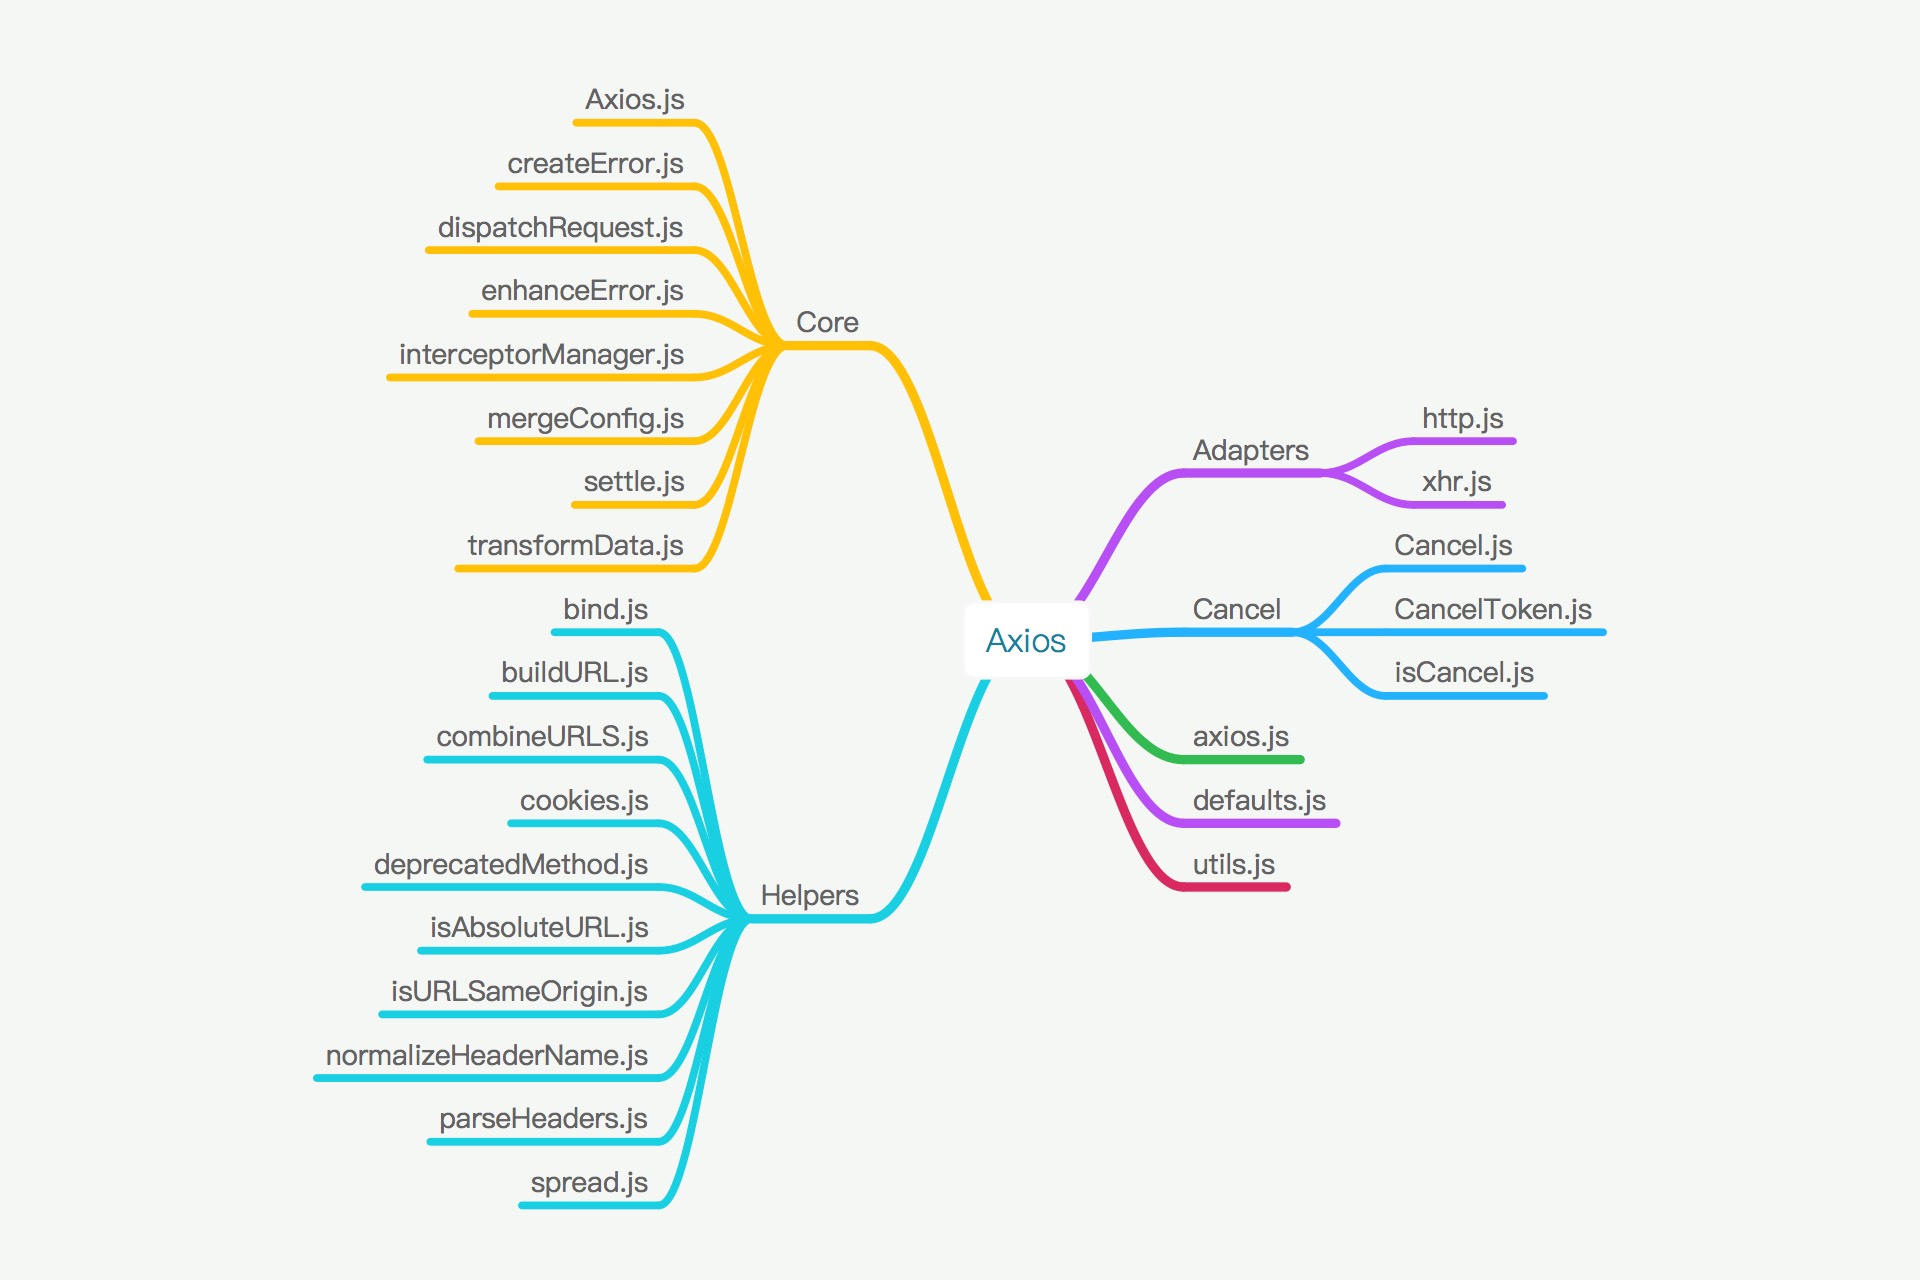 Axios.js
createError.js
dispatchRequest.js
enhanceError.js
interceptorManager.js
mergeConfig.js
settle.js
transformData.js
Core
bind.js
buildURL.js
combineURLS.js
cookies.js
deprecatedMethod.js
isAbsoluteURL.js
isURLSameOrigin.js
normalizeHeaderName.js
parseHeaders.js
spread.js
Helpers
Axios
Adapters
http.js
xhr.js
Cancel
Cancel.js
CancelToken.js
isCancel.js
axios.js
defaults.js
utils.js